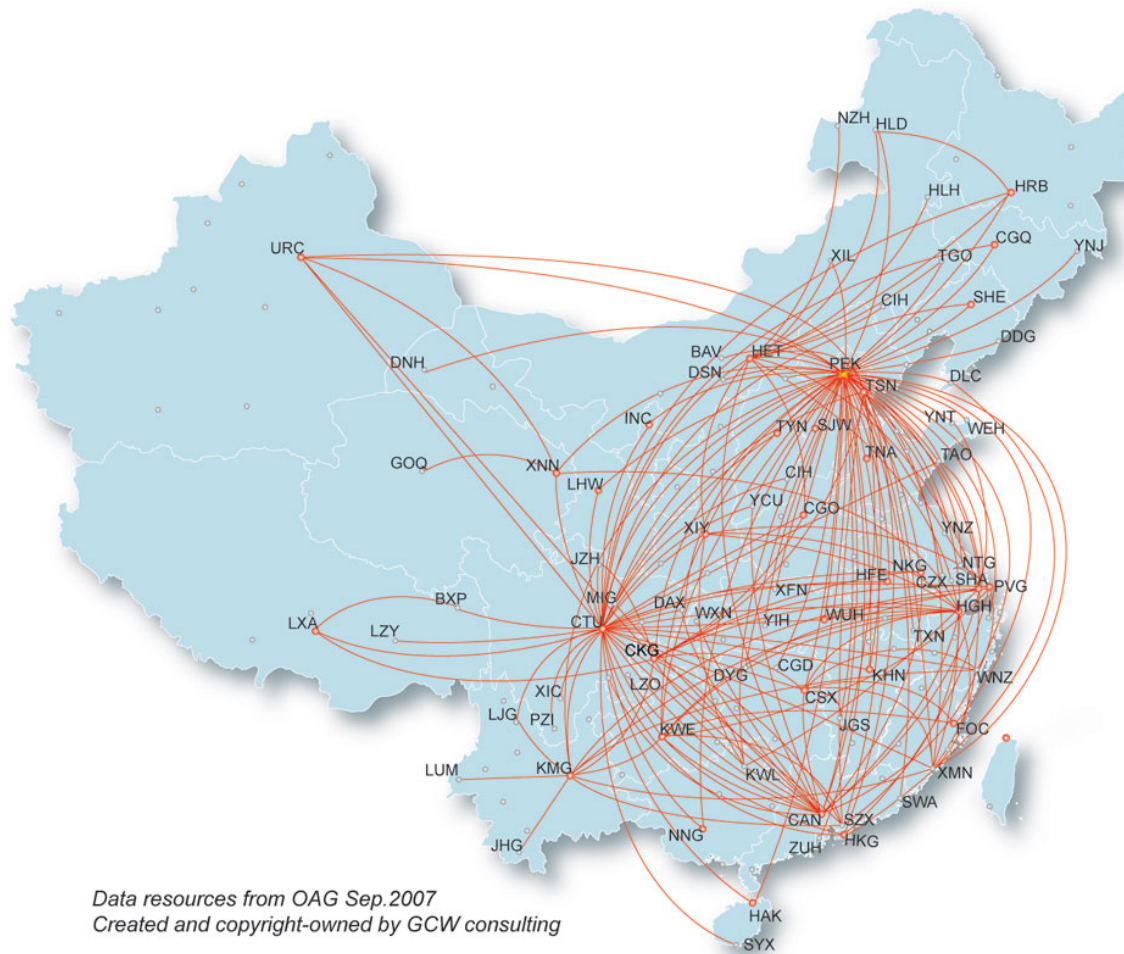 NZH
HLD
HLH
HRB
URC
CGQ
YNJ
XIL
TGO
CIH
SHE
DDG
BAV
HET
PEK
DNH
DSN
TSN
DLC
INC
TYN
SJW
YNT
WEH
TNA
TAO
GOQ
XNN
CIH
LHW
YCU
CGO
XIY
YNZ
JZH
NKG
NTG
HFE
CZX
SHA
PVG
BXP
MIG
DAX
XFN
WXN
HGH
LXA
LZY
CTU
YIH
WUH
TXN
CKG
CGD
DYG
KHN
WNZ
LZO
XIC
CSX
LJG
PZI
KWE
JGS
FOC
LUM
KMG
KWL
XMN
SWA
CAN
SZX
NNG
ZUH
HKG
JHG
Data resources from OAG Sep.2007
Created and copyright-owned by GCW consulting
HAK
SYX